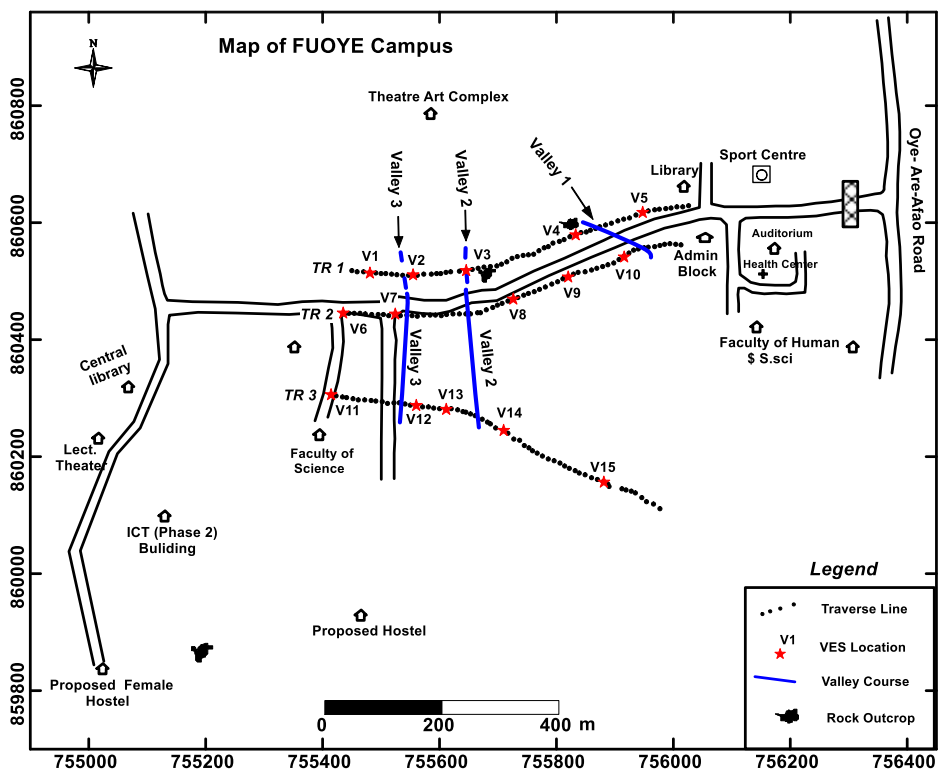 Map of FUOYE Campus
N
Theatre Art Complex
Valley 3
Valley 2
Valley 1
Library
Sport Centre
Oye- Are-Afao Road
V5
V4
Auditorium
Health Center
Admin
Block
V1
V2
V3
TR 1
V10
V9
V8
V7
TR 2
V6
Valley 3
Valley 2
Faculty of Human
$ S.sci
Central
library
TR 3
V11
V12
V13
V14
V15
Lect.
Theater
Faculty of
Science
ICT (Phase 2)
Buliding
Proposed Hostel
Proposed Female
Hostel
Legend
Traverse Line
V1
VES Location
Valley Course
Rock Outcrop
0
200
400 m
860800
860600
860400
860200
860000
859800
755000
755200
755400
755600
755800
756000
756200
756400